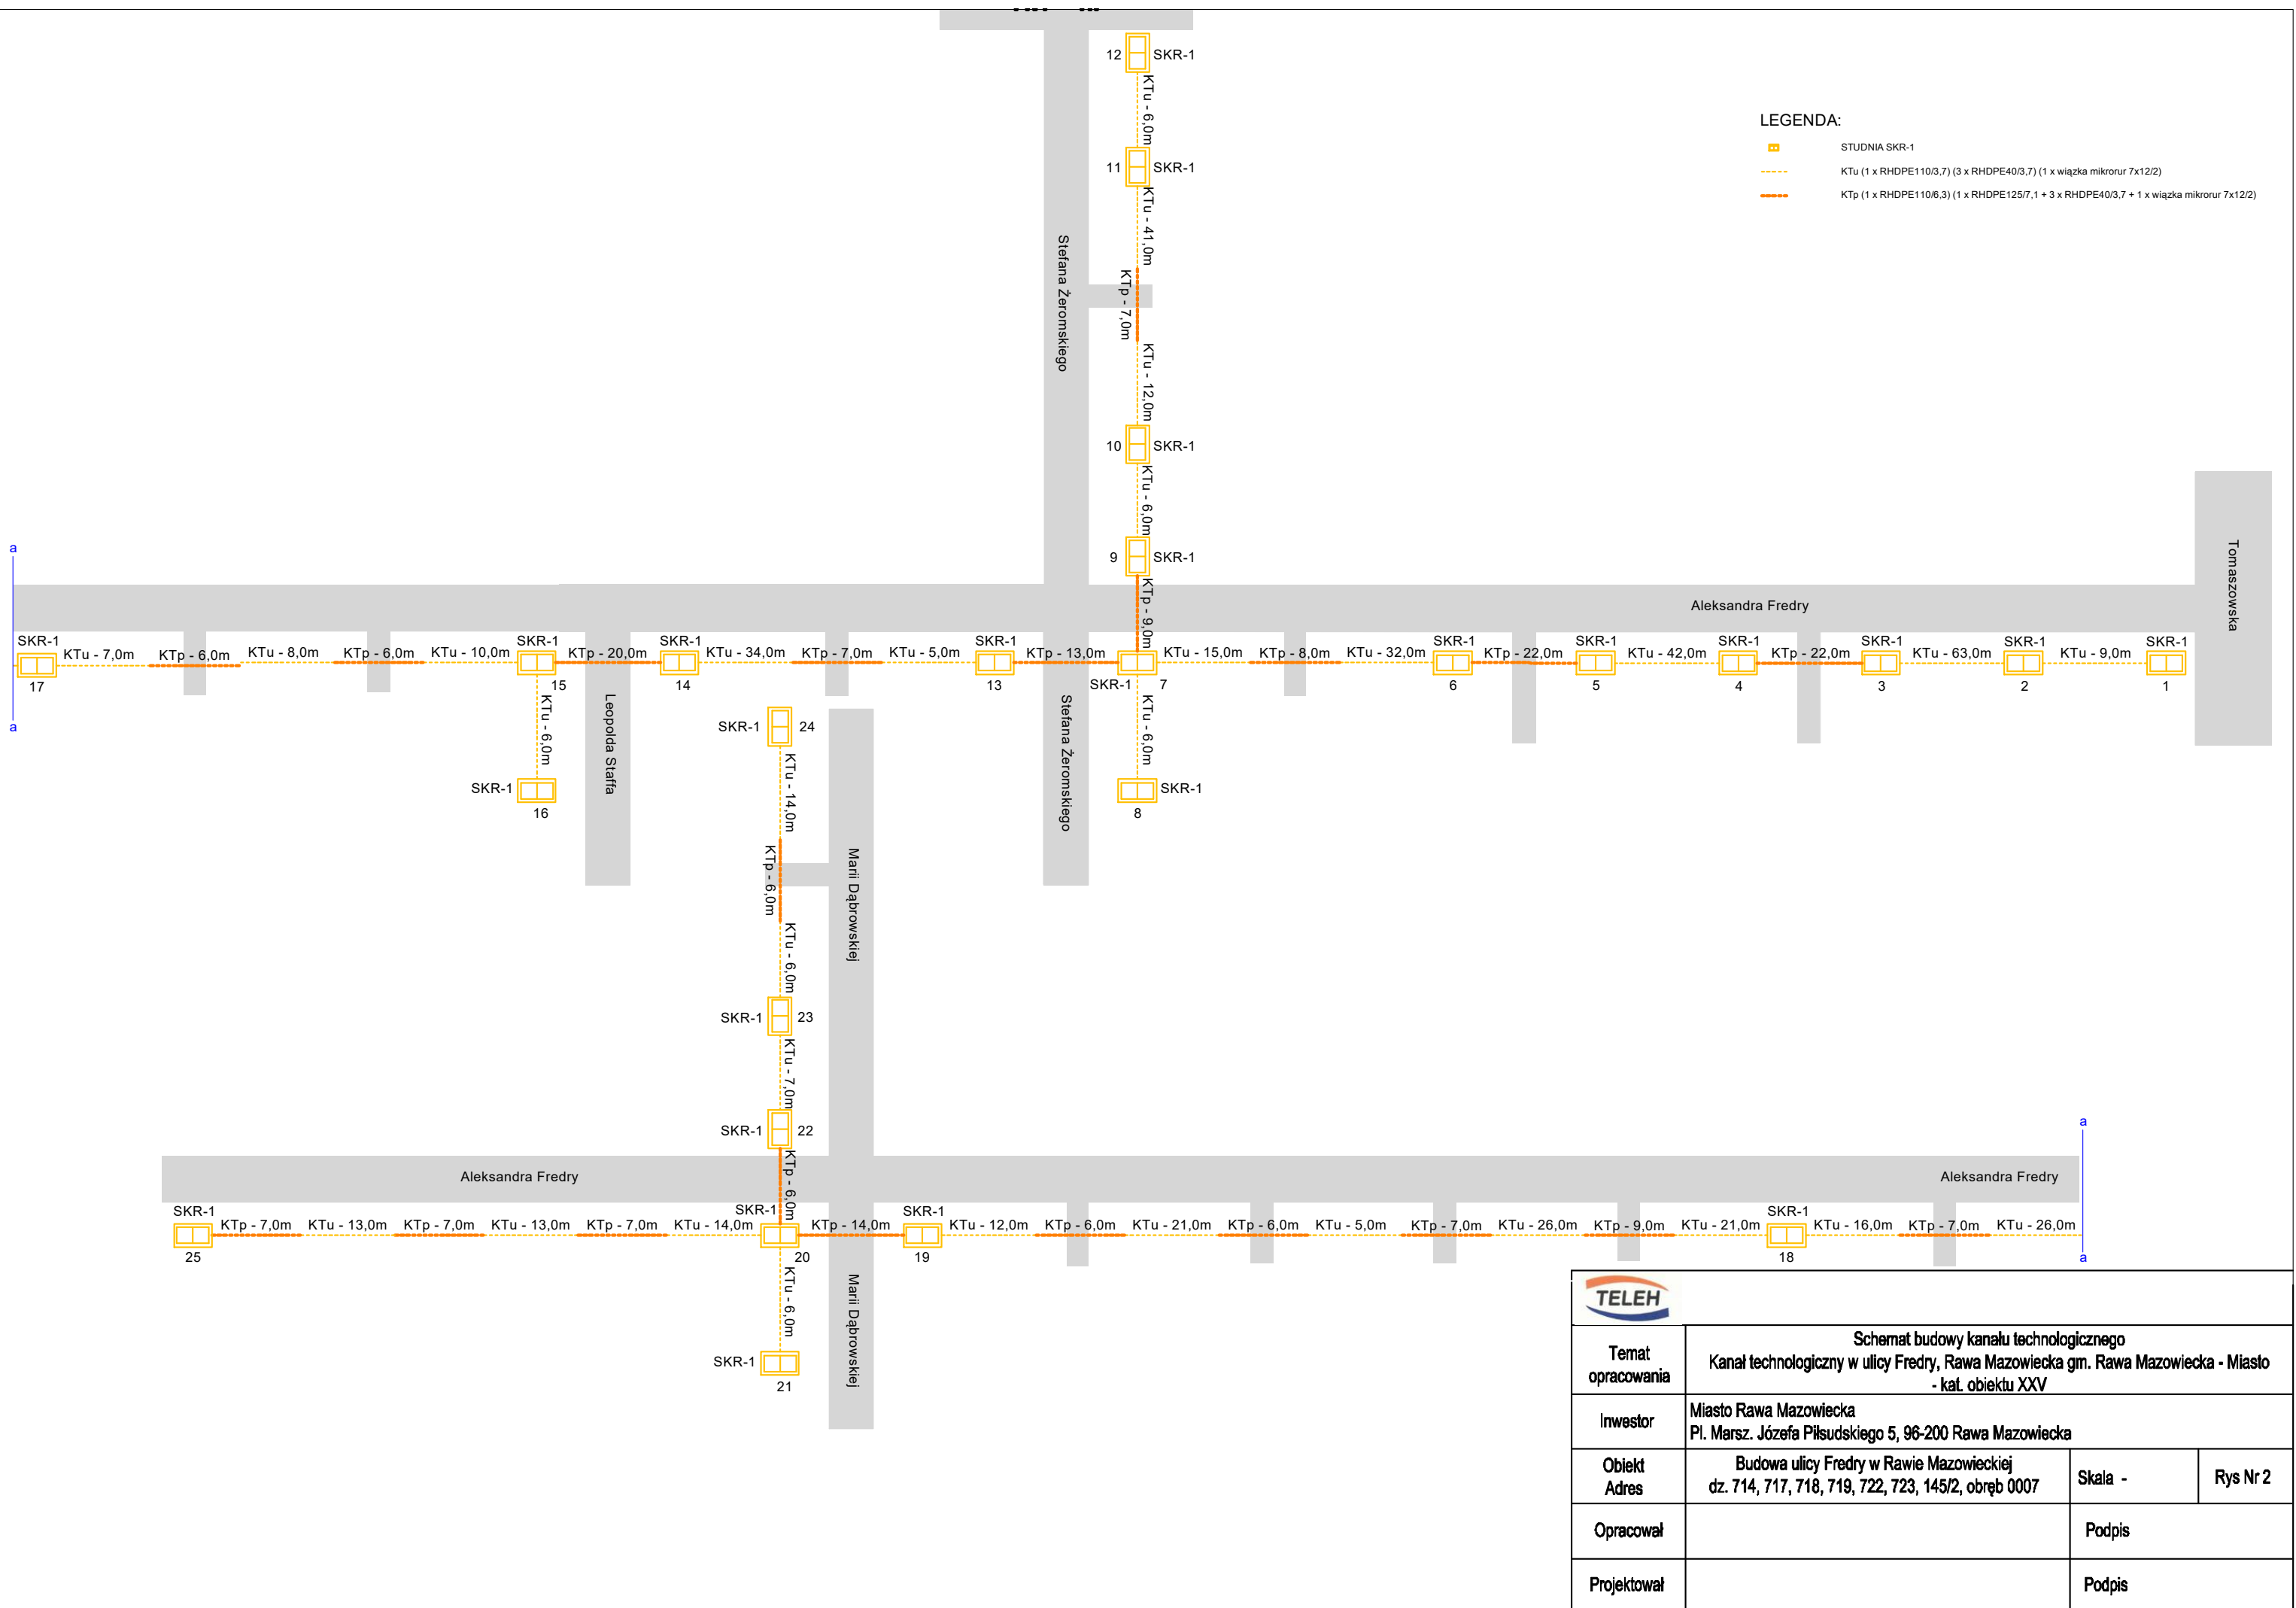 12
SKR-1
KTu - 6,0m
11
SKR-1
KTu - 41,0m
KTp - 7,0m
KTu - 12,0m
10
SKR-1
KTu - 6,0m
9
SKR-1
KTp - 9,0m
Stefana Żeromskiego
LEGENDA:
STUDNIA SKR-1
KTu (1 x RHDPE110/3,7) (3 x RHDPE40/3,7) (1 x wiązka mikrorur 7x12/2)
KTp (1 x RHDPE110/6,3) (1 x RHDPE125/7,1 + 3 x RHDPE40/3,7 + 1 x wiązka mikrorur 7x12/2)
Tomaszowska
Aleksandra Fredry
a
a
SKR-1
17
KTu - 7,0m
KTp - 6,0m
KTu - 8,0m
KTp - 6,0m
KTu - 10,0m
SKR-1
15
KTp - 20,0m
SKR-1
14
KTu - 34,0m
KTp - 7,0m
KTu - 5,0m
SKR-1
13
KTp - 13,0m
SKR-1
7
KTu - 15,0m
KTp - 8,0m
KTu - 32,0m
SKR-1
6
KTp - 22,0m
SKR-1
5
KTu - 42,0m
SKR-1
4
KTp - 22,0m
SKR-1
3
KTu - 63,0m
SKR-1
2
KTu - 9,0m
SKR-1
1
KTu - 6,0m
SKR-1
16
Leopolda Staffa
Stefana Żeromskiego
KTu - 6,0m
SKR-1
8
SKR-1
24
KTu - 14,0m
KTp - 6,0m
KTu - 6,0m
SKR-1
23
KTu - 7,0m
SKR-1
22
KTp - 6,0m
Marii Dąbrowskiej
Aleksandra Fredry
Aleksandra Fredry
a
a
SKR-1
25
KTp - 7,0m
KTu - 13,0m
KTp - 7,0m
KTu - 13,0m
KTp - 7,0m
KTu - 14,0m
SKR-1
20
KTp - 14,0m
SKR-1
19
KTu - 12,0m
KTp - 6,0m
KTu - 21,0m
KTp - 6,0m
KTu - 5,0m
KTp - 7,0m
KTu - 26,0m
KTp - 9,0m
KTu - 21,0m
SKR-1
18
KTu - 16,0m
KTp - 7,0m
KTu - 26,0m
KTu - 6,0m
SKR-1
21
Marii Dąbrowskiej
TELEH
Temat
opracowania
Schemat budowy kanału technologicznego
Kanał technologiczny w ulicy Fredry, Rawa Mazowiecka gm. Rawa Mazowiecka - Miasto
- kat. obiektu XXV
Inwestor
Miasto Rawa Mazowiecka
Pl. Marsz. Józefa Piłsudskiego 5, 96-200 Rawa Mazowiecka
Obiekt
Adres
Budowa ulicy Fredry w Rawie Mazowieckiej
dz. 714, 717, 718, 719, 722, 723, 145/2, obręb 0007
Skala -
Rys Nr 2
Opracował
Podpis
Projektował
Podpis